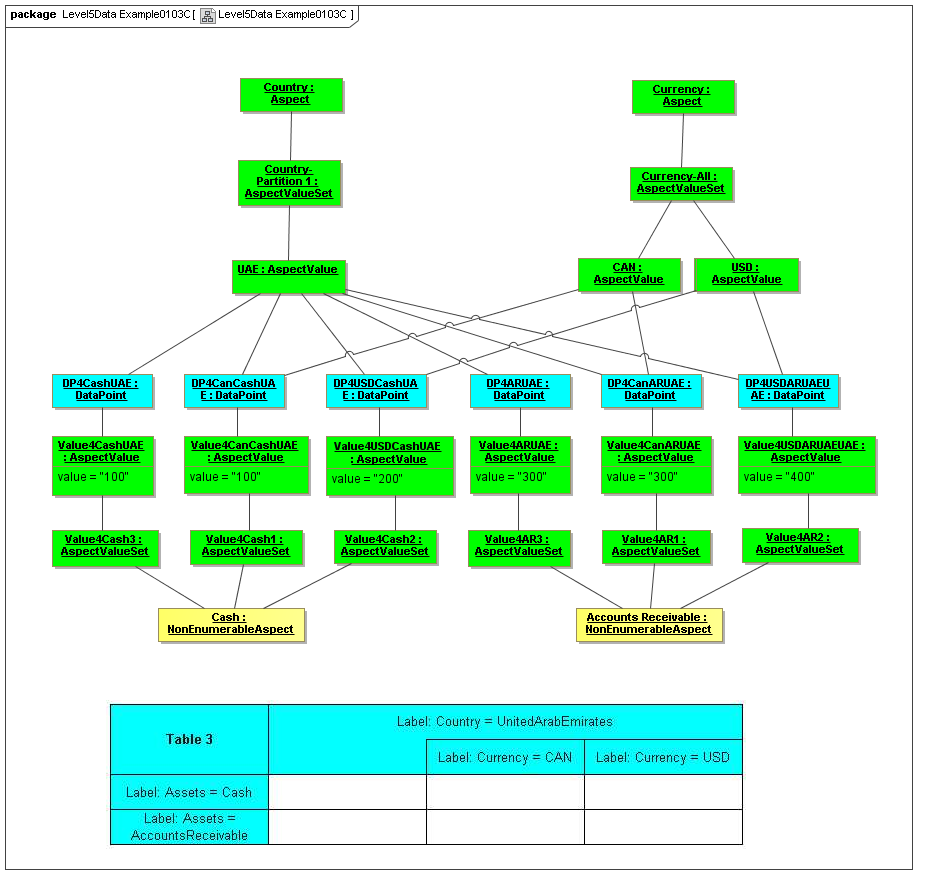 package Level5Data Example0103C [ Level5Data Example0103C ]
Country :
Aspect
Currency :
Aspect
Country-
Partition 1 :
AspectValueSet
Currency-All :
AspectValueSet
UAE : AspectValue
CAN :
AspectValue
USD :
AspectValue
DP4CashUAE :
DataPoint
DP4CanCashUA
E : DataPoint
DP4USDCashUA
E : DataPoint
DP4ARUAE :
DataPoint
DP4CanARUAE :
DataPoint
DP4USDARUAEU
AE : DataPoint
Value4CashUAE
: AspectValue
value = "100"
Value4CanCashUAE
: AspectValue
value = "100"
Value4USDCashUAE
: AspectValue
value = "200"
Value4ARUAE :
AspectValue
value = "300"
Value4CanARUAE
: AspectValue
value = "300"
Value4USDARUAEUAE :
AspectValue
value = "400"
Value4Cash3 :
AspectValueSet
Value4Cash1 :
AspectValueSet
Value4Cash2 :
AspectValueSet
Value4AR3 :
AspectValueSet
Value4AR1 :
AspectValueSet
Value4AR2 :
AspectValueSet
Cash :
NonEnumerableAspect
Accounts Receivable :
NonEnumerableAspect
Table 3
Label: Country = UnitedArabEmirates
Label: Currency = CAN
Label: Currency = USD
Label: Assets = Cash
Label: Assets =
AccountsReceivable